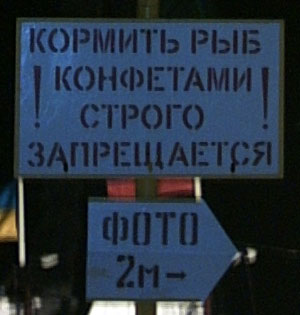 КОРМИТЬ РЫБ
! КОНФЕТАМИ !
СТРОГО
ЗАПРЕЩАЕТСЯ
ФОТО
2м→